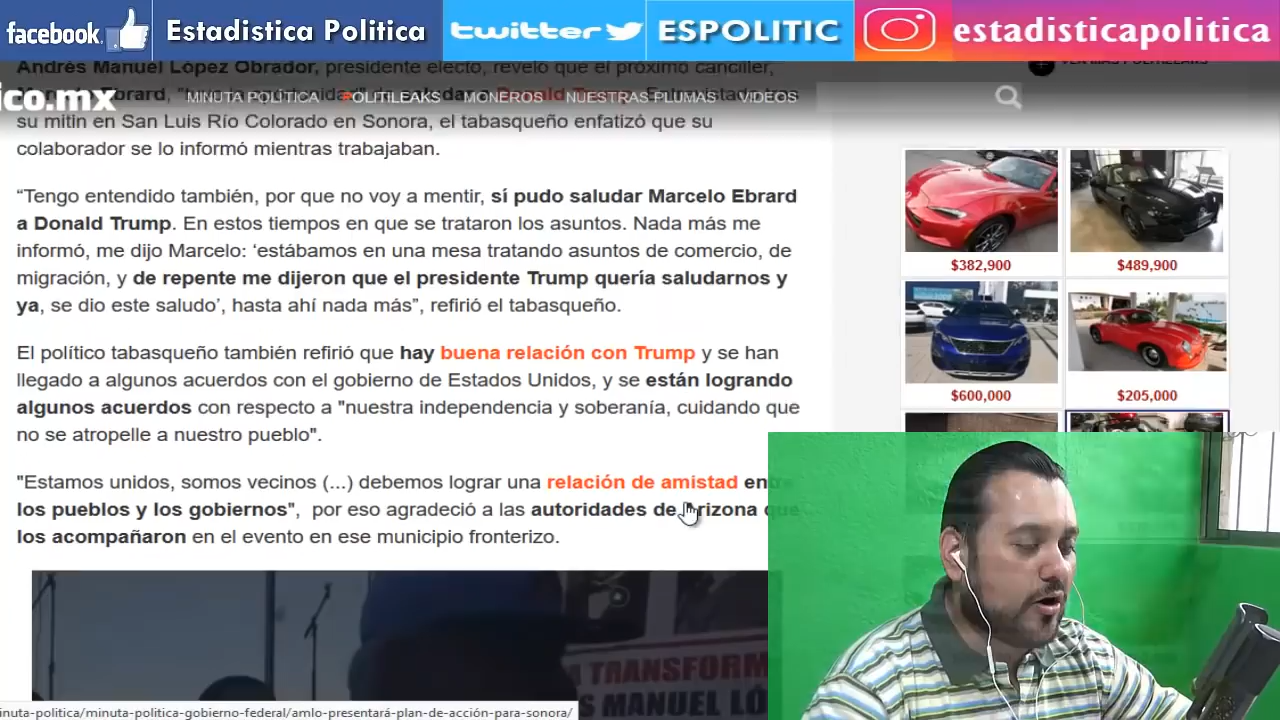 facebook. Estadistica Politica twitter ESPOLITIC estadisticapolitica
Andrés Manuel López Obrador, presidente electo, reveló que el próximo canciller,
ico.mx MINUTA POLÍTICA #POLITILEAKS MONEROS NUESTRAS PLUMAS VIDEOS
Ebrard,
su mitin en San Luis Río Colorado en Sonora, el tabasqueño enfatizó que su
colaborador se lo informó mientras trabajaban.
“Tengo entendido también, por que no voy a mentir, sí pudo saludar Marcelo Ebrard
a Donald Trump. En estos tiempos en que se trataron los asuntos. Nada más me
informó, me dijo Marcelo: ‘estábamos en una mesa tratando asuntos de comercio, de
migración, y de repente me dijeron que el presidente Trump quería saludarnos y
ya, se dio este saludo’, hasta ahí nada más”, refirió el tabasqueño.
El político tabasqueño también refirió que hay buena relación con Trump y se han
llegado a algunos acuerdos con el gobierno de Estados Unidos, y se están logrando
algunos acuerdos con respecto a "nuestra independencia y soberanía, cuidando que
no se atropelle a nuestro pueblo".
"Estamos unidos, somos vecinos (...) debemos lograr una relación de amistad entre
los pueblos y los gobiernos", por eso agradeció a las autoridades de Arizona que
los acompañaron en el evento en ese municipio fronterizo.
$382,900 $489,900
$600,000 $205,000
A TRANSFORM
S MANUEL LÓ
inuta-politica/minuta-politica-gobierno-federal/amlo-presentará-plan-de-acción-para-sonora/